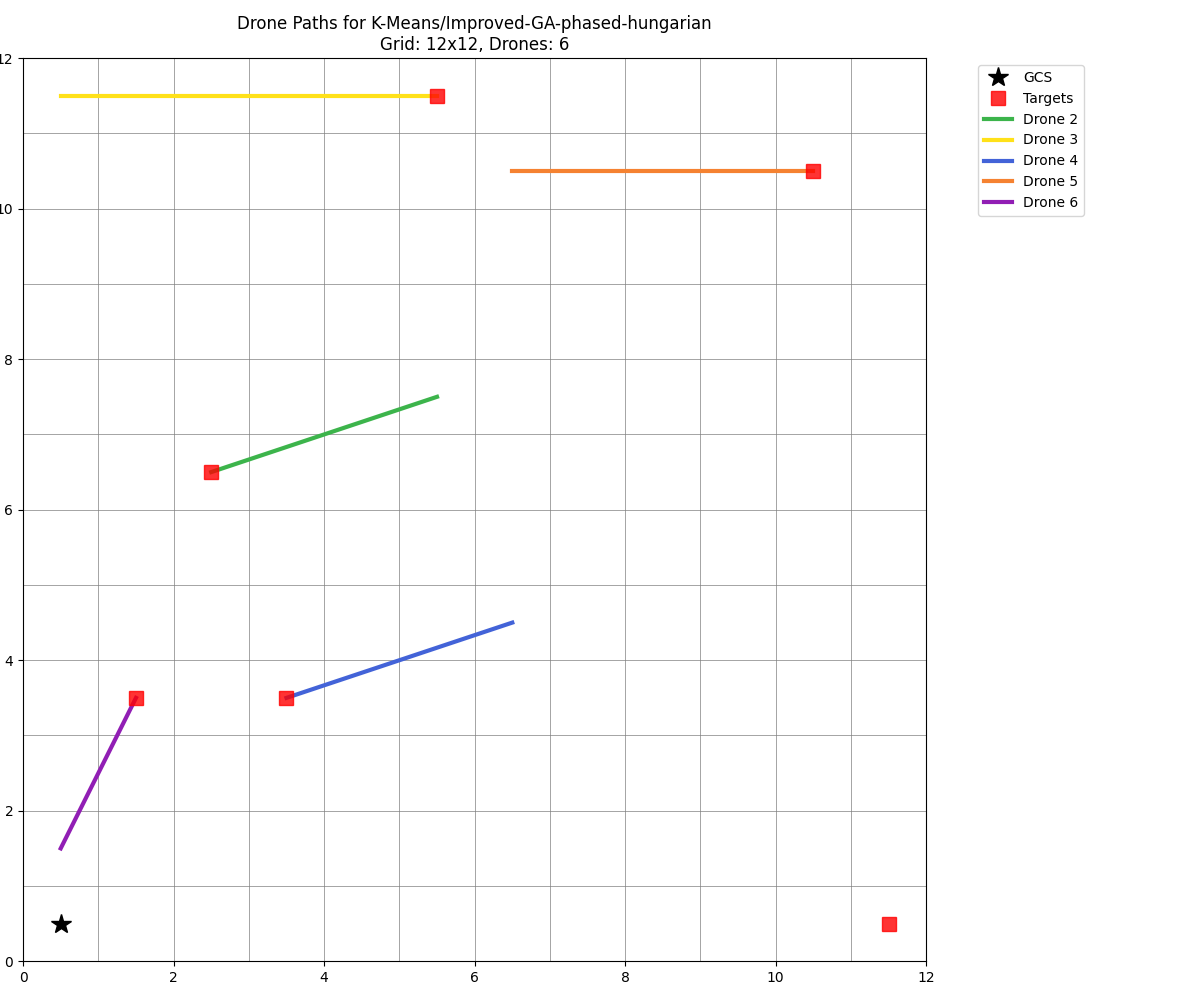 Drone Paths for K-Means/Improved-GA-phased-hungarian
Grid: 12x12, Drones: 6
GCS
Targets
Drone 2
Drone 3
Drone 4
Drone 5
Drone 6
12
10
8
6
4
2
0
0 2 4 6 8 10 12